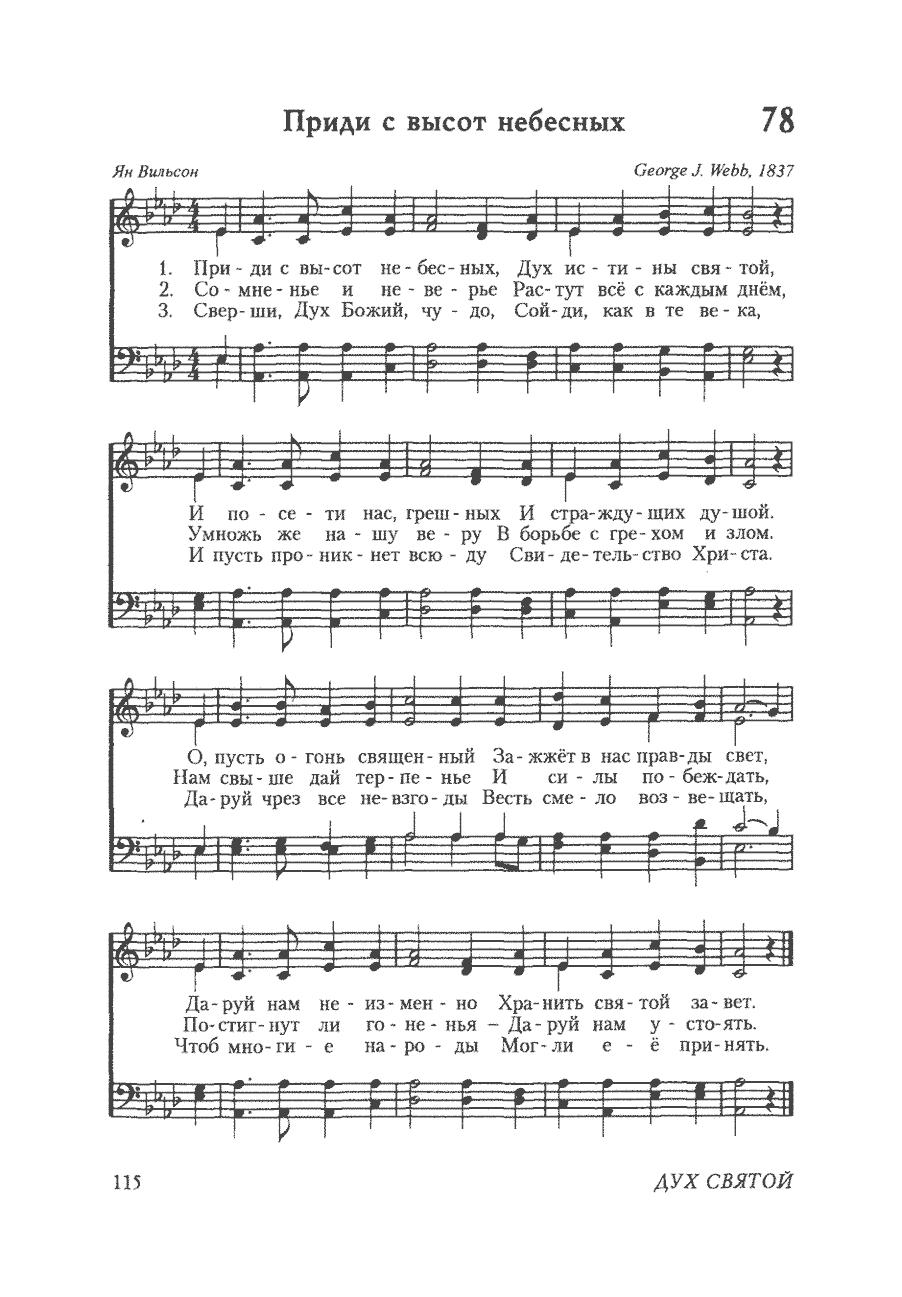 Приди с высот небесных 78
Ян Вильсон George J. Webb, 1837
1. При - ди с вы-сот не-бес-ных, Дух ис - ти - ны свя - той,
2. Со - мне - нье и не - ве - рье Рас-тут всё с каждым днём,
3. Свер-ши, Дух Божий, чу - до, Сой-ди, как в те ве - ка,
И по - се - ти нас, греш-ных И стра-жду-щих ду-шой.
Умножь же на - шу ве - ру В борьбе с гре-хом и злом.
И пусть про-ник-нет всю - ду Сви-де-тель-ство Хри-ста.
О, пусть о - гонь священ-ный За-жжёт в нас прав-ды свет,
Нам свы-ше дай тер-пе-нье И си - лы по - беж-дать,
Да-руй чрез все не-взго-ды Весть сме - ло воз - ве-щать,
Да-руй нам не - из-мен - но Хра-нить свя-той за-вет.
По-стиг-нут ли го - не - нья – Да-руй нам у - сто-ять.
Чтоб мно-ги - е на - ро - ды Мог-ли е - ё при-нять.
115 ДУХ СВЯТОЙ